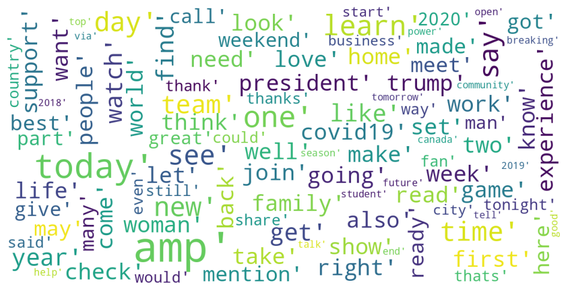 top' via' call' look' learn' start' 2020' open'
country' support' day' find' weekend' business' power' say' got' breaking'
want' need' love' home' made' meet'
2018' people' watch' world' thank' president' trump' community' know' experience'
best' team' thanks' tomorrow' way' work'
part' think' one' like' set' man'
great' could' covid19' canada' two'
today' see' well' season' make' fan' 2019'
life' even' let' still' join' going' week' game'
give' many' come' new' back' family' student' future' read' city' tonight'
may' woman' share' also' ready' tell' time' here' good'
said' amp' get' talk' show' end'
year' check' take' right' first'
help' would' mention' thats'